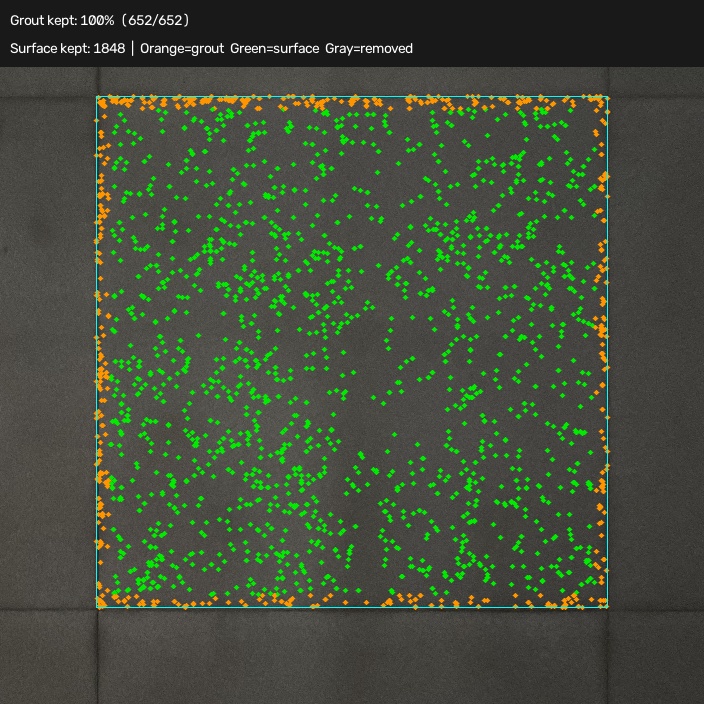 Grout kept: 100%  (652/652)
Surface kept: 1848 | Orange=grout  Green=surface  Gray=removed